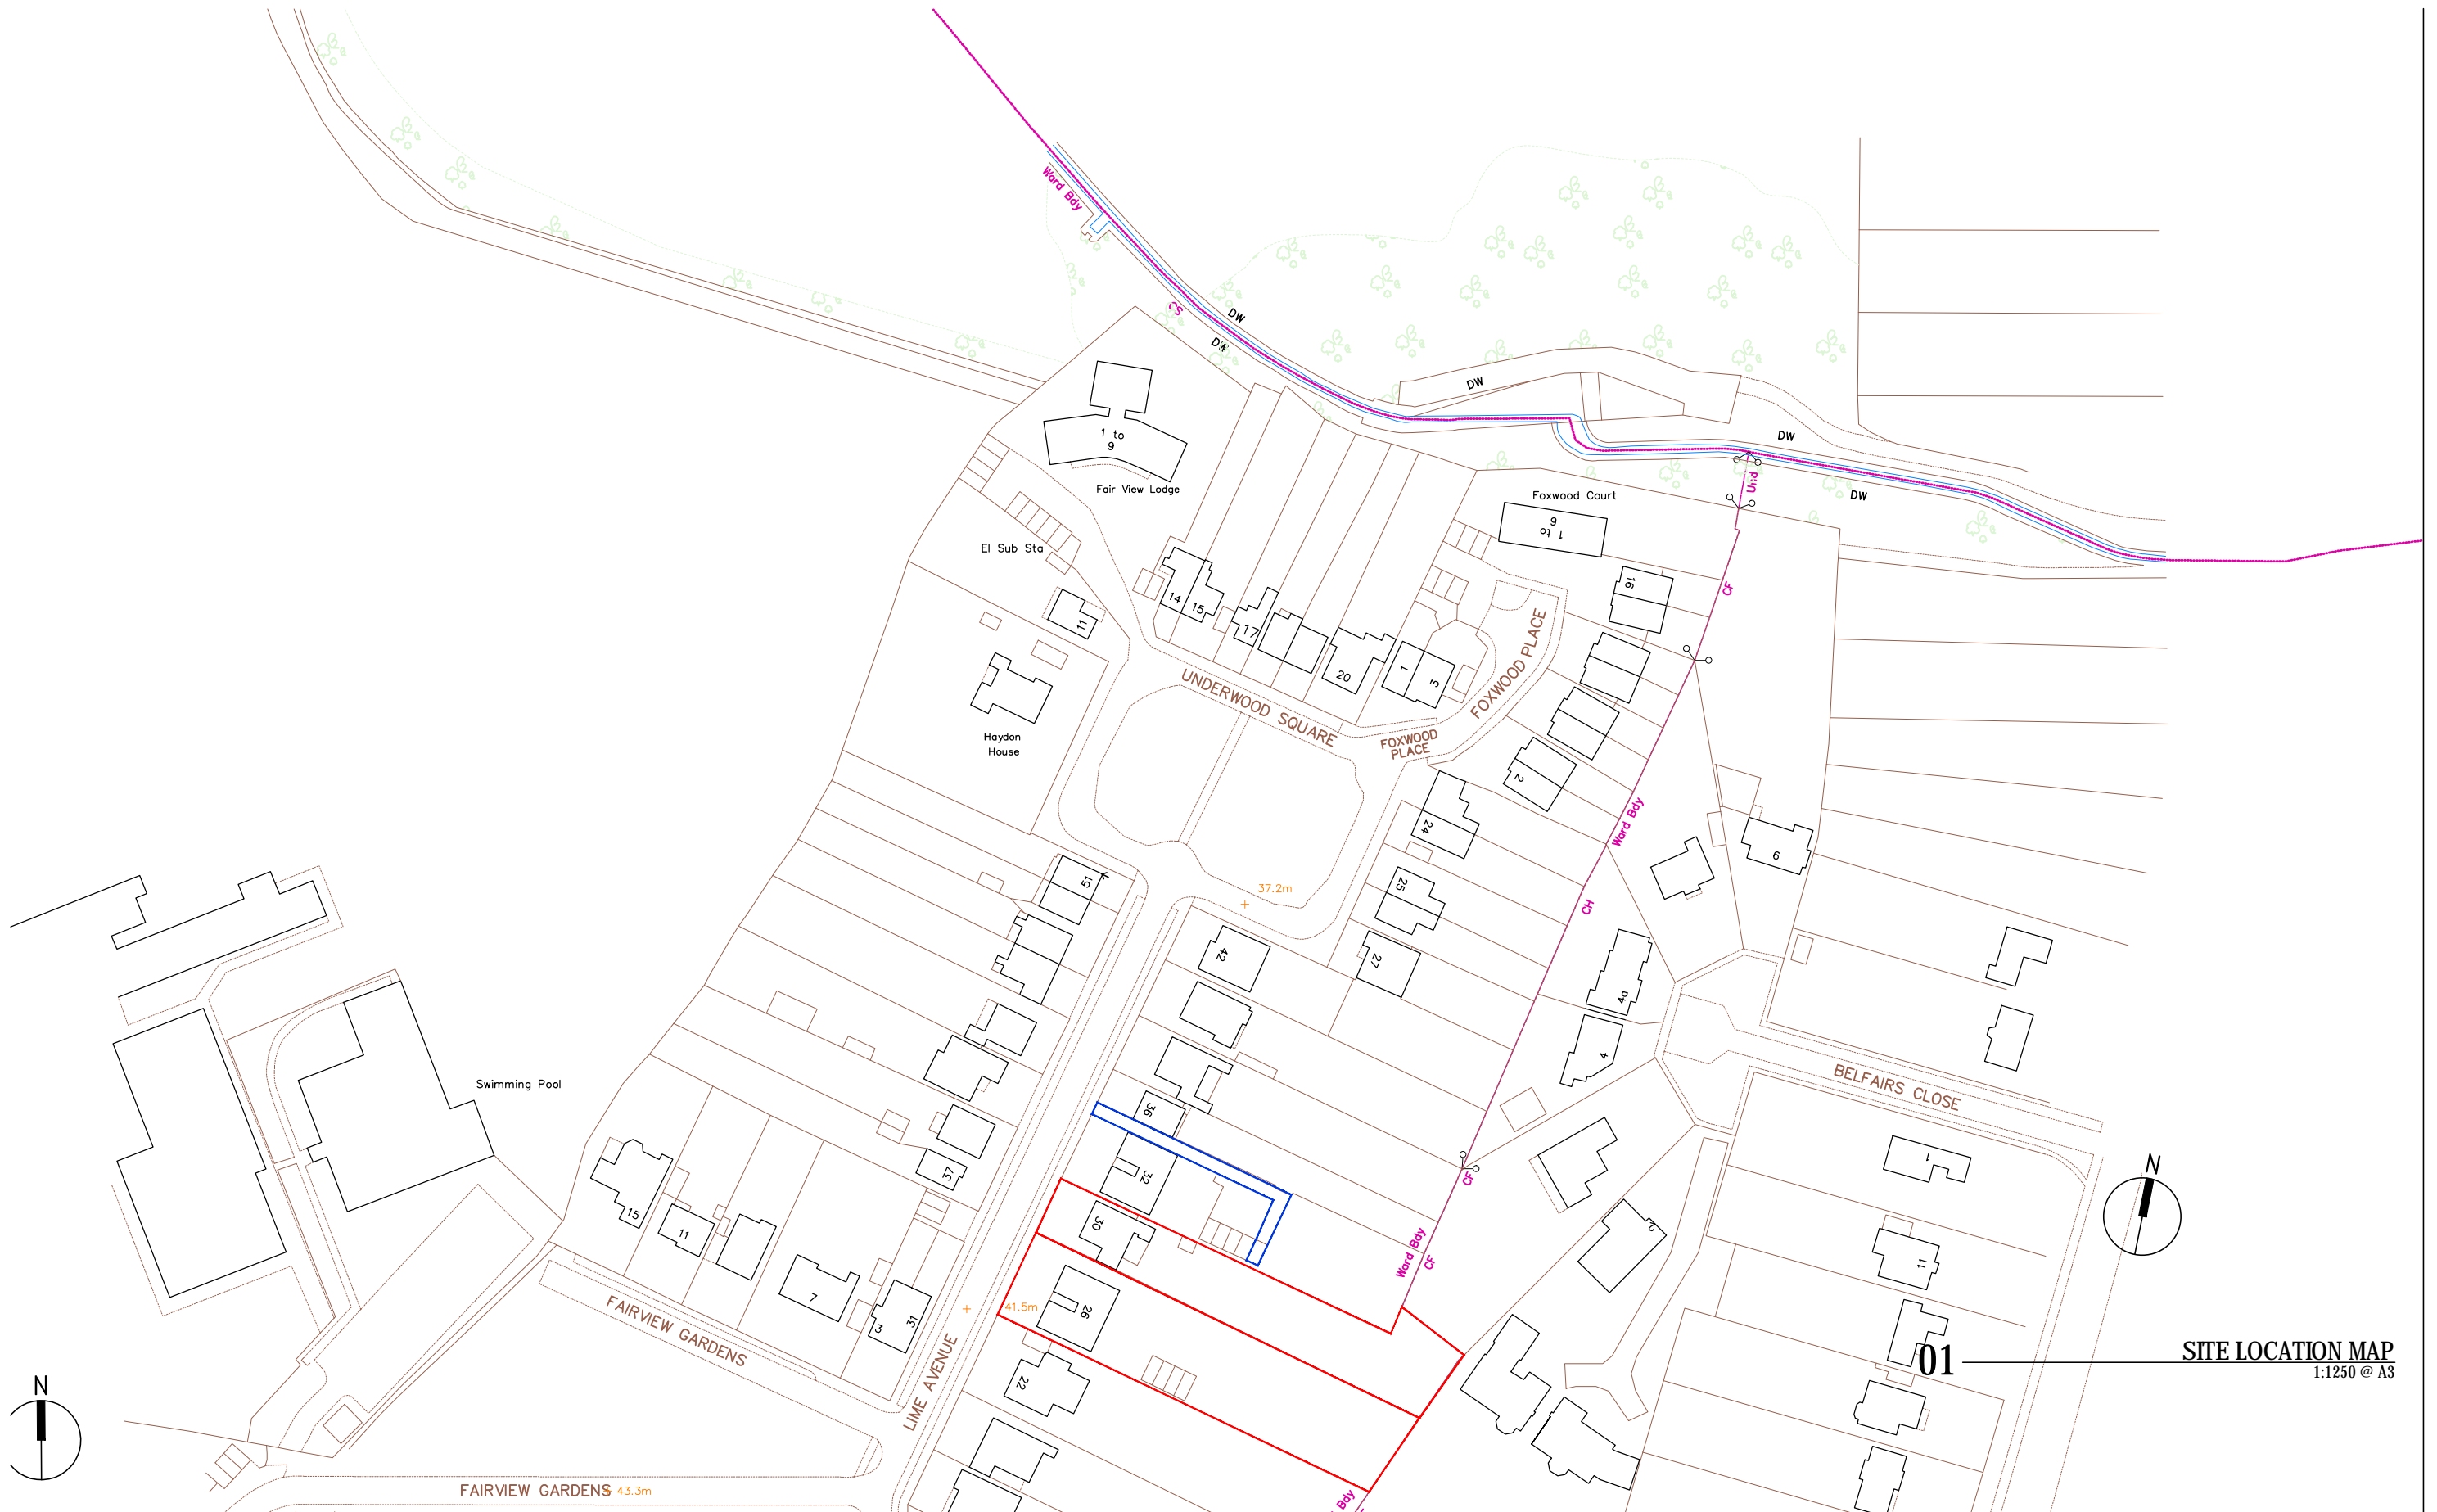 Ward Bdy
CS
DW
DW
DW
DW
DW
1 to
9
Fair View Lodge
Foxwood Court
1 to
6
Und
El Sub Sta
11
14
15
17
20
1
3
16
CF
FOXWOOD PLACE
UNDERWOOD SQUARE
FOXWOOD
PLACE
Haydon
House
2
24
Ward Bdy
6
51
37.2m
25
CH
42
27
4a
4
Swimming Pool
BELFAIRS CLOSE
36
32
37
CF
1
N
15
11
30
2
Ward Bdy
CF
11
7
3
31
41.5m
26
FAIRVIEW GARDENS
LIME AVENUE
22
01
SITE LOCATION MAP
1:1250 @ A3
N
FAIRVIEW GARDENS
43.3m
Bdy